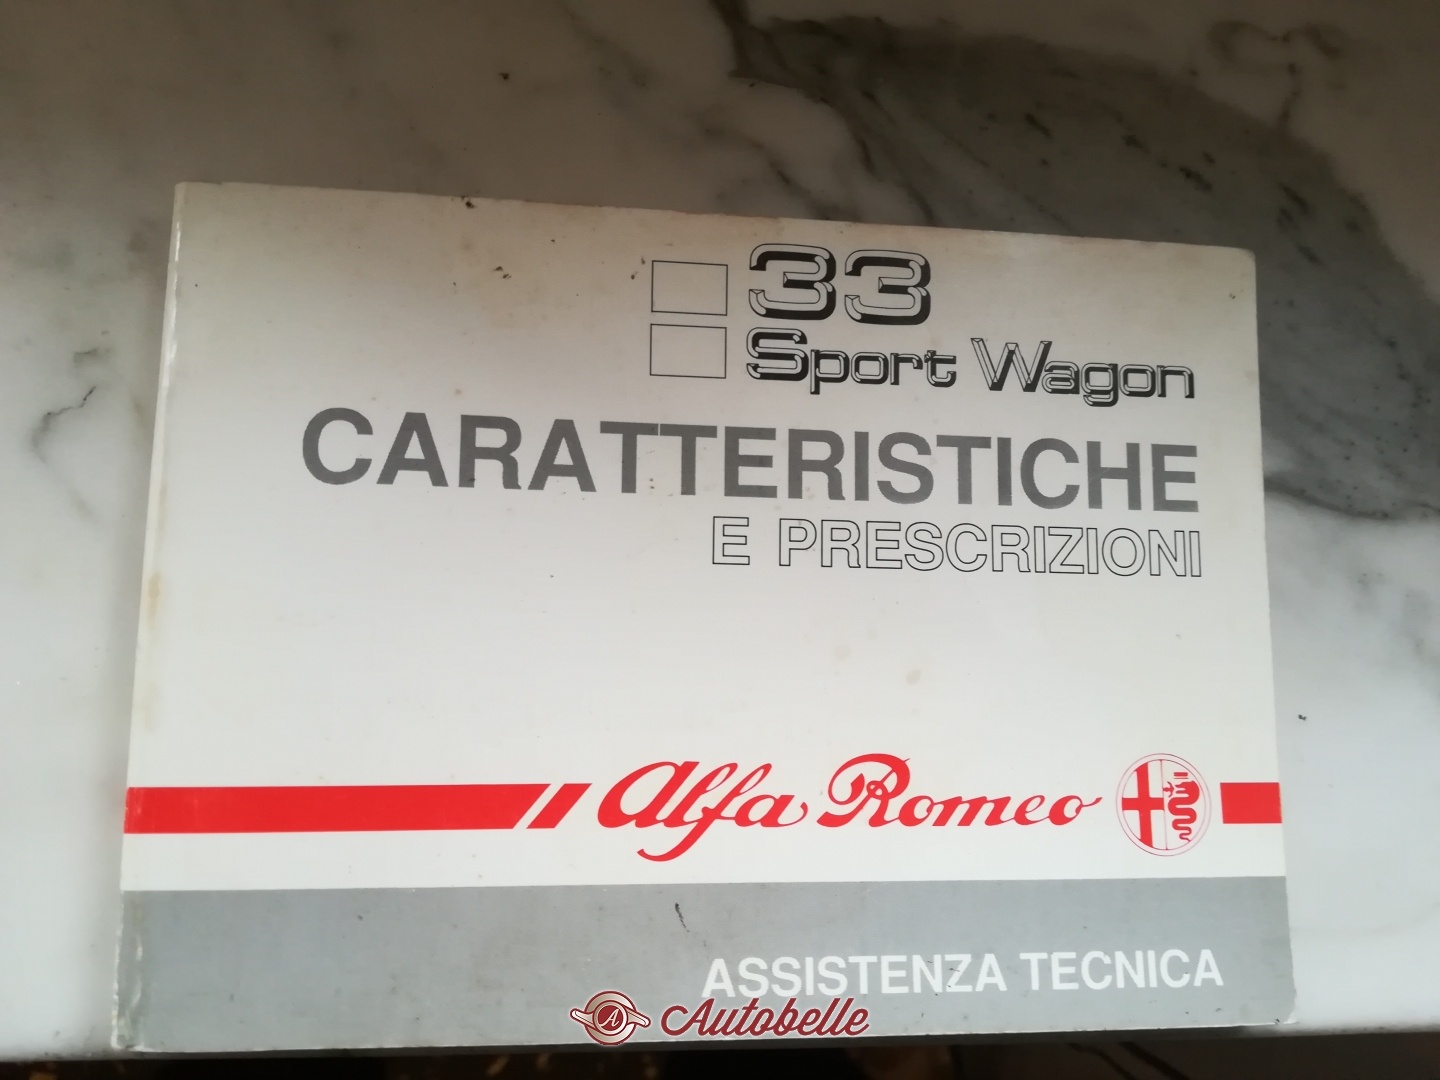 33
Sport Wagon
CARATTERISTICHE
E PRESCRIZIONI
Alfa Romeo
ASSISTENZA TECNICA
A Autobelle